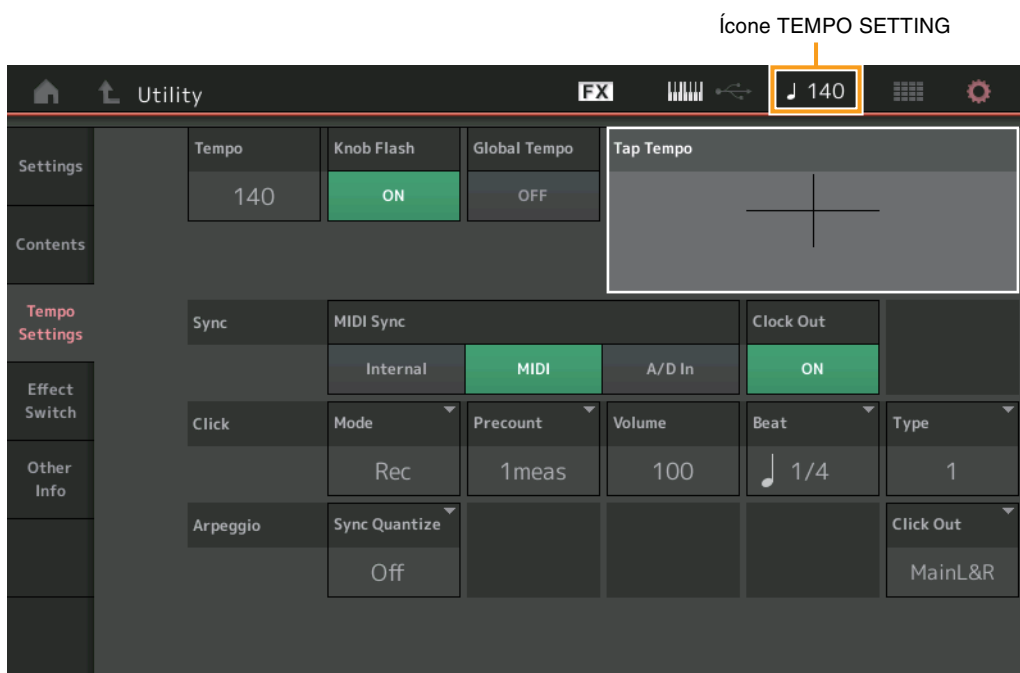 Ícone TEMPO SETTING
Utility
FX
140
Settings
Contents
Tempo
Settings
Effect
Switch
Other
Info
Tempo
140
Knob Flash
ON
Global Tempo
OFF
Tap Tempo
Sync
MIDI Sync
Internal
MIDI
A/D In
Clock Out
ON
Click
Mode
Rec
Precount
1meas
Volume
100
Beat
1/4
Type
1
Arpeggio
Sync Quantize
Off
Click Out
MainL&R